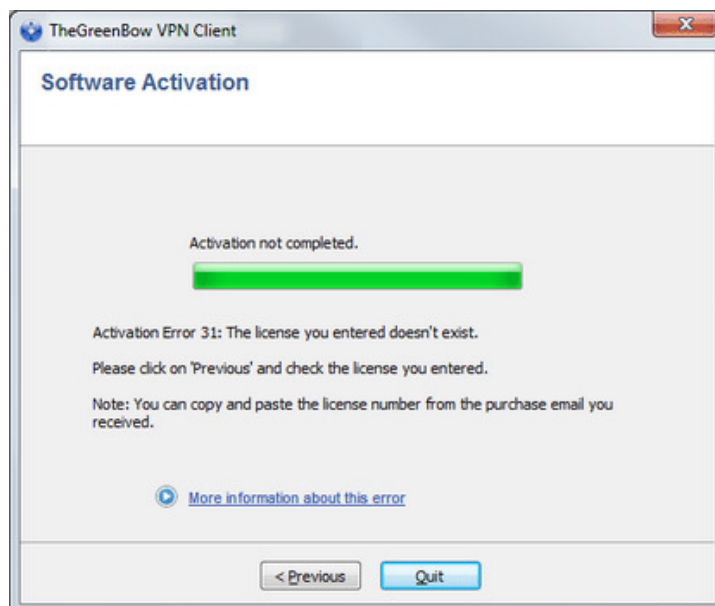 TheGreenBow VPN Client
Software Activation
Activation not completed.
Activation Error 31: The license you entered doesn't exist.
Please click on 'Previous' and check the license you entered.
Note: You can copy and paste the license number from the purchase email you
received.
More information about this error
< Previous
Quit